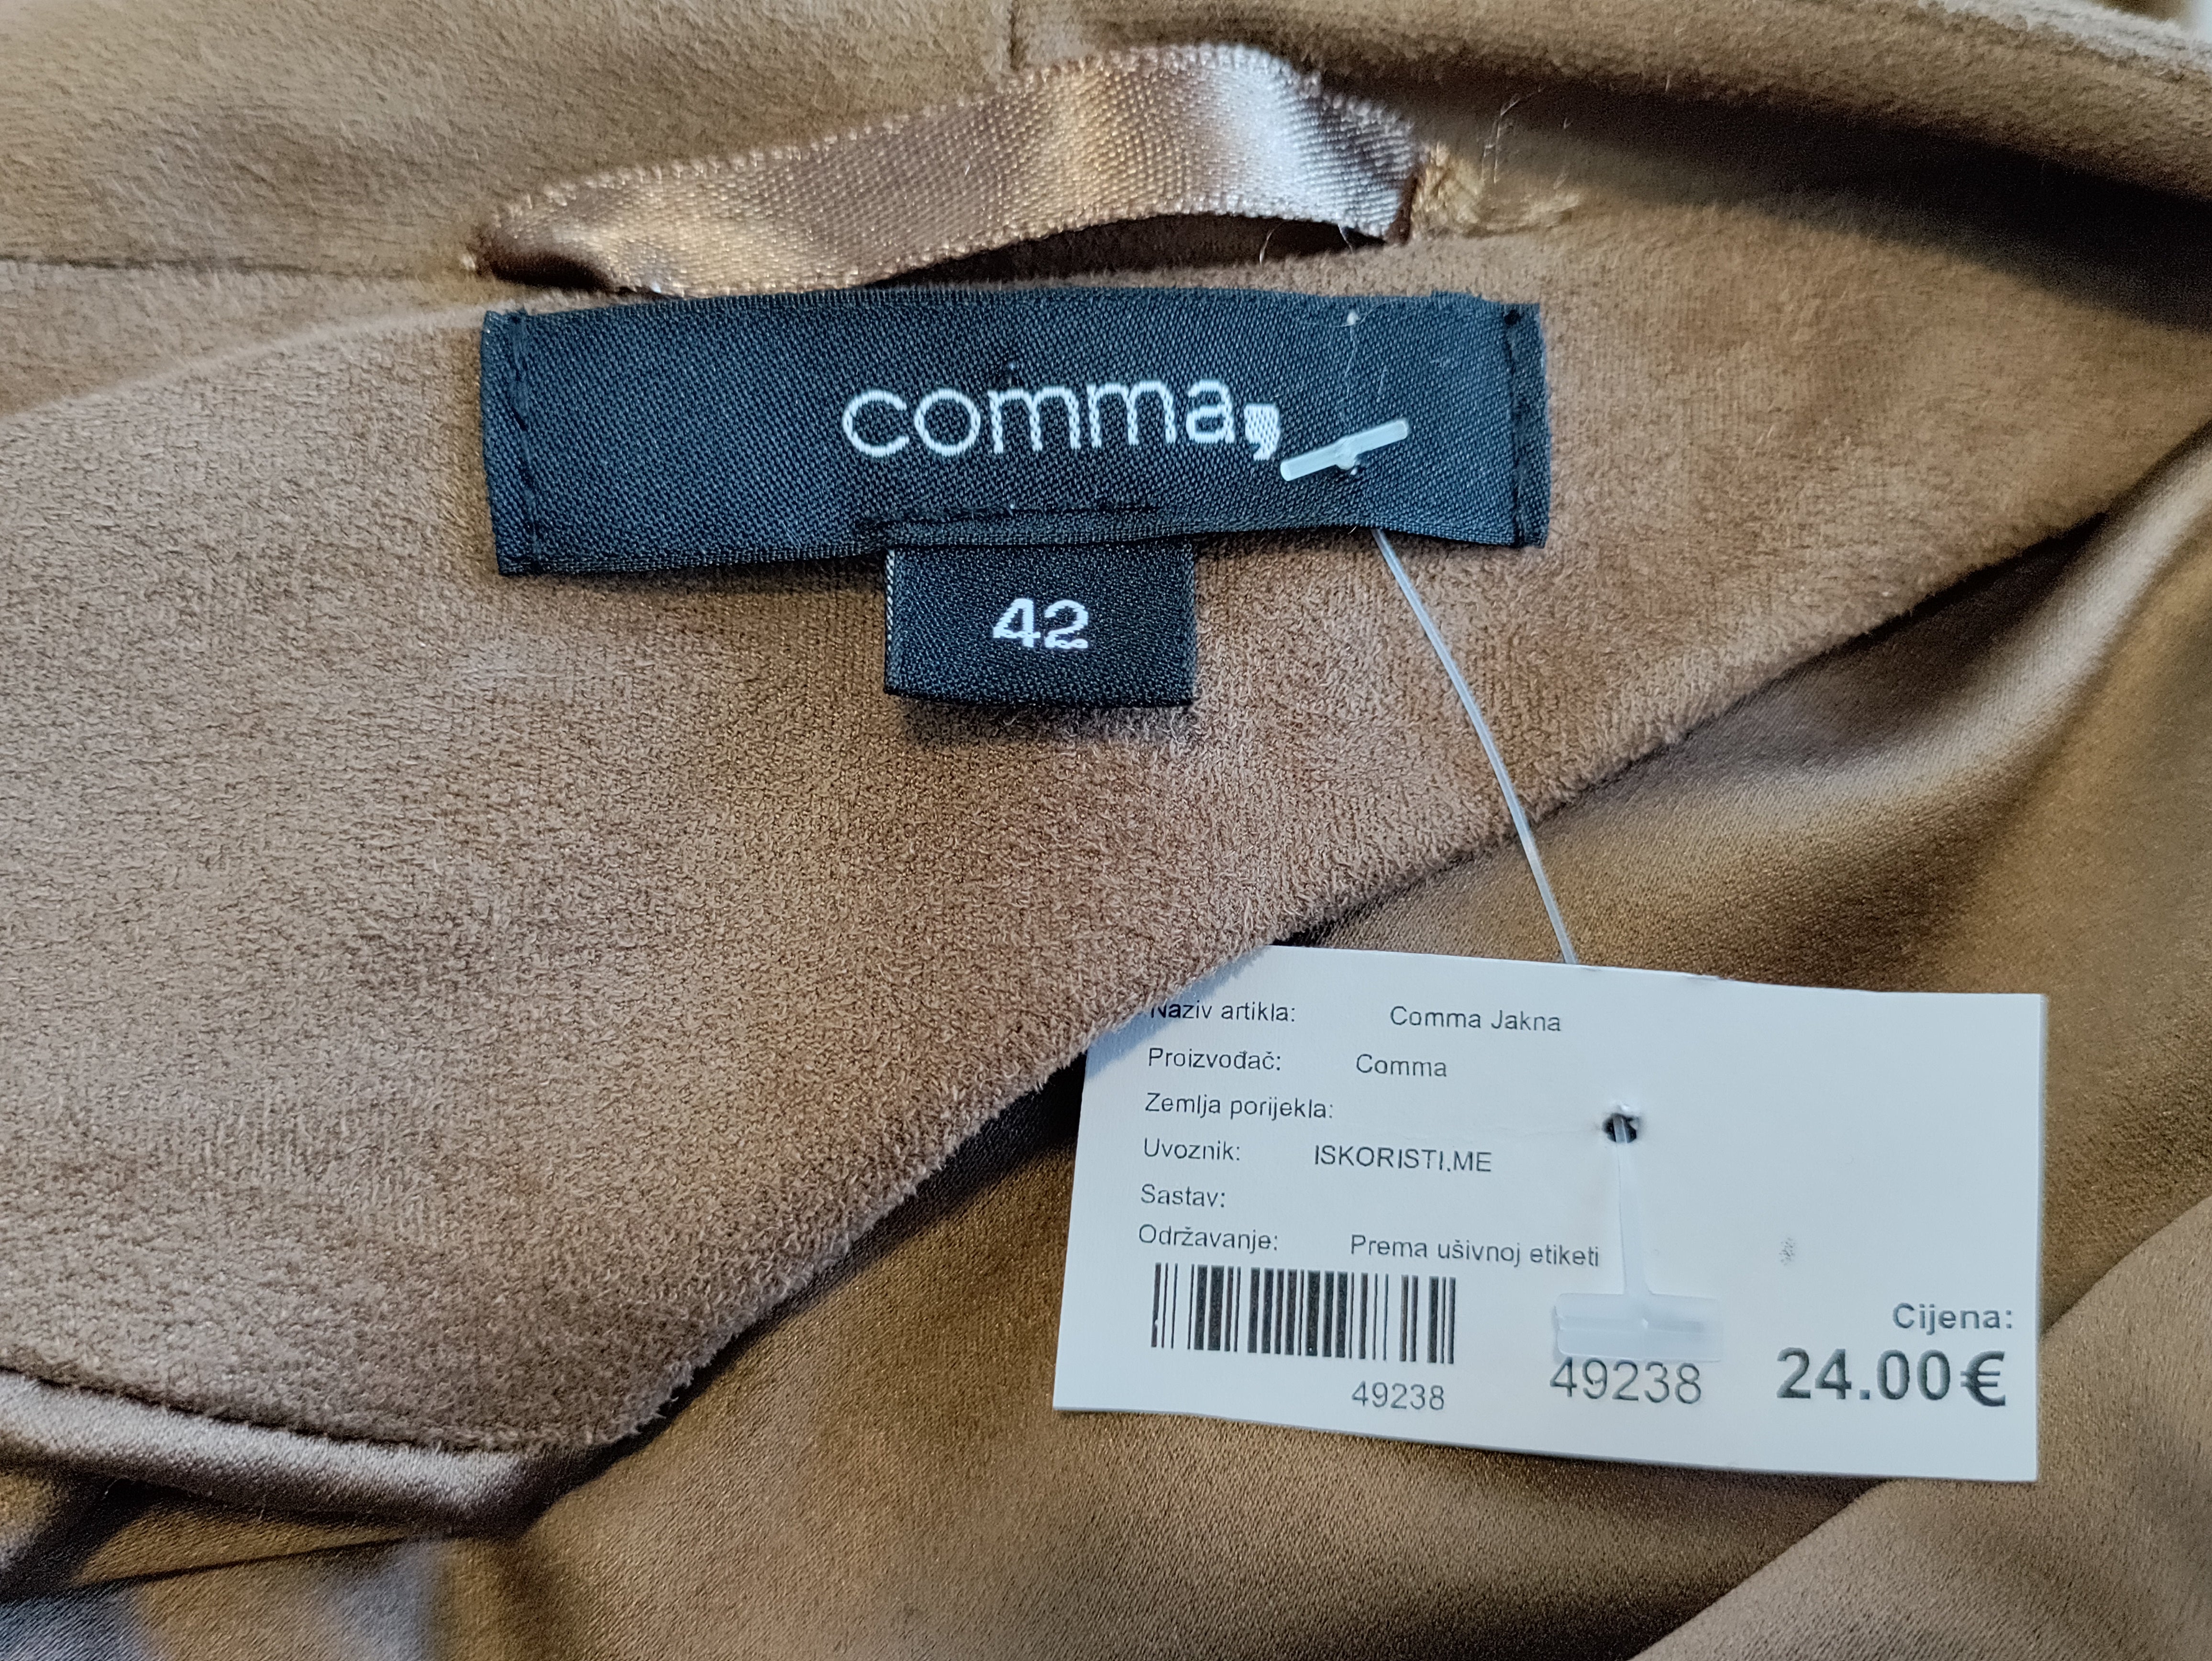 comma,
42
Naziv artikla: Comma Jakna
Proizvođač: Comma
Zemlja porijekla:
Uvoznik: ISKORISTI.ME
Sastav:
Održavanje: Prema ušivnoj etiketi
Cijena:
49238 49238 24.00€